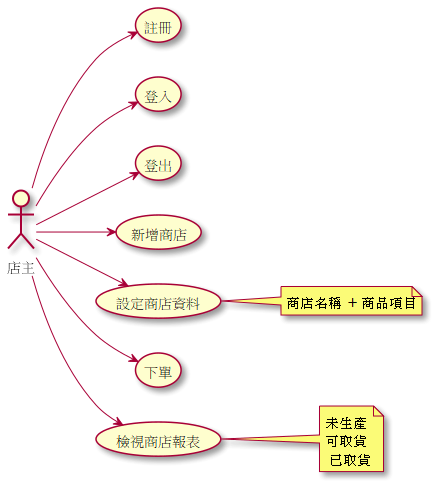 註冊
登入
登出
新增商店
店主
設定商店資料
商店名稱 + 商品項目
下單
檢視商店報表
未生產
可取貨
已取貨